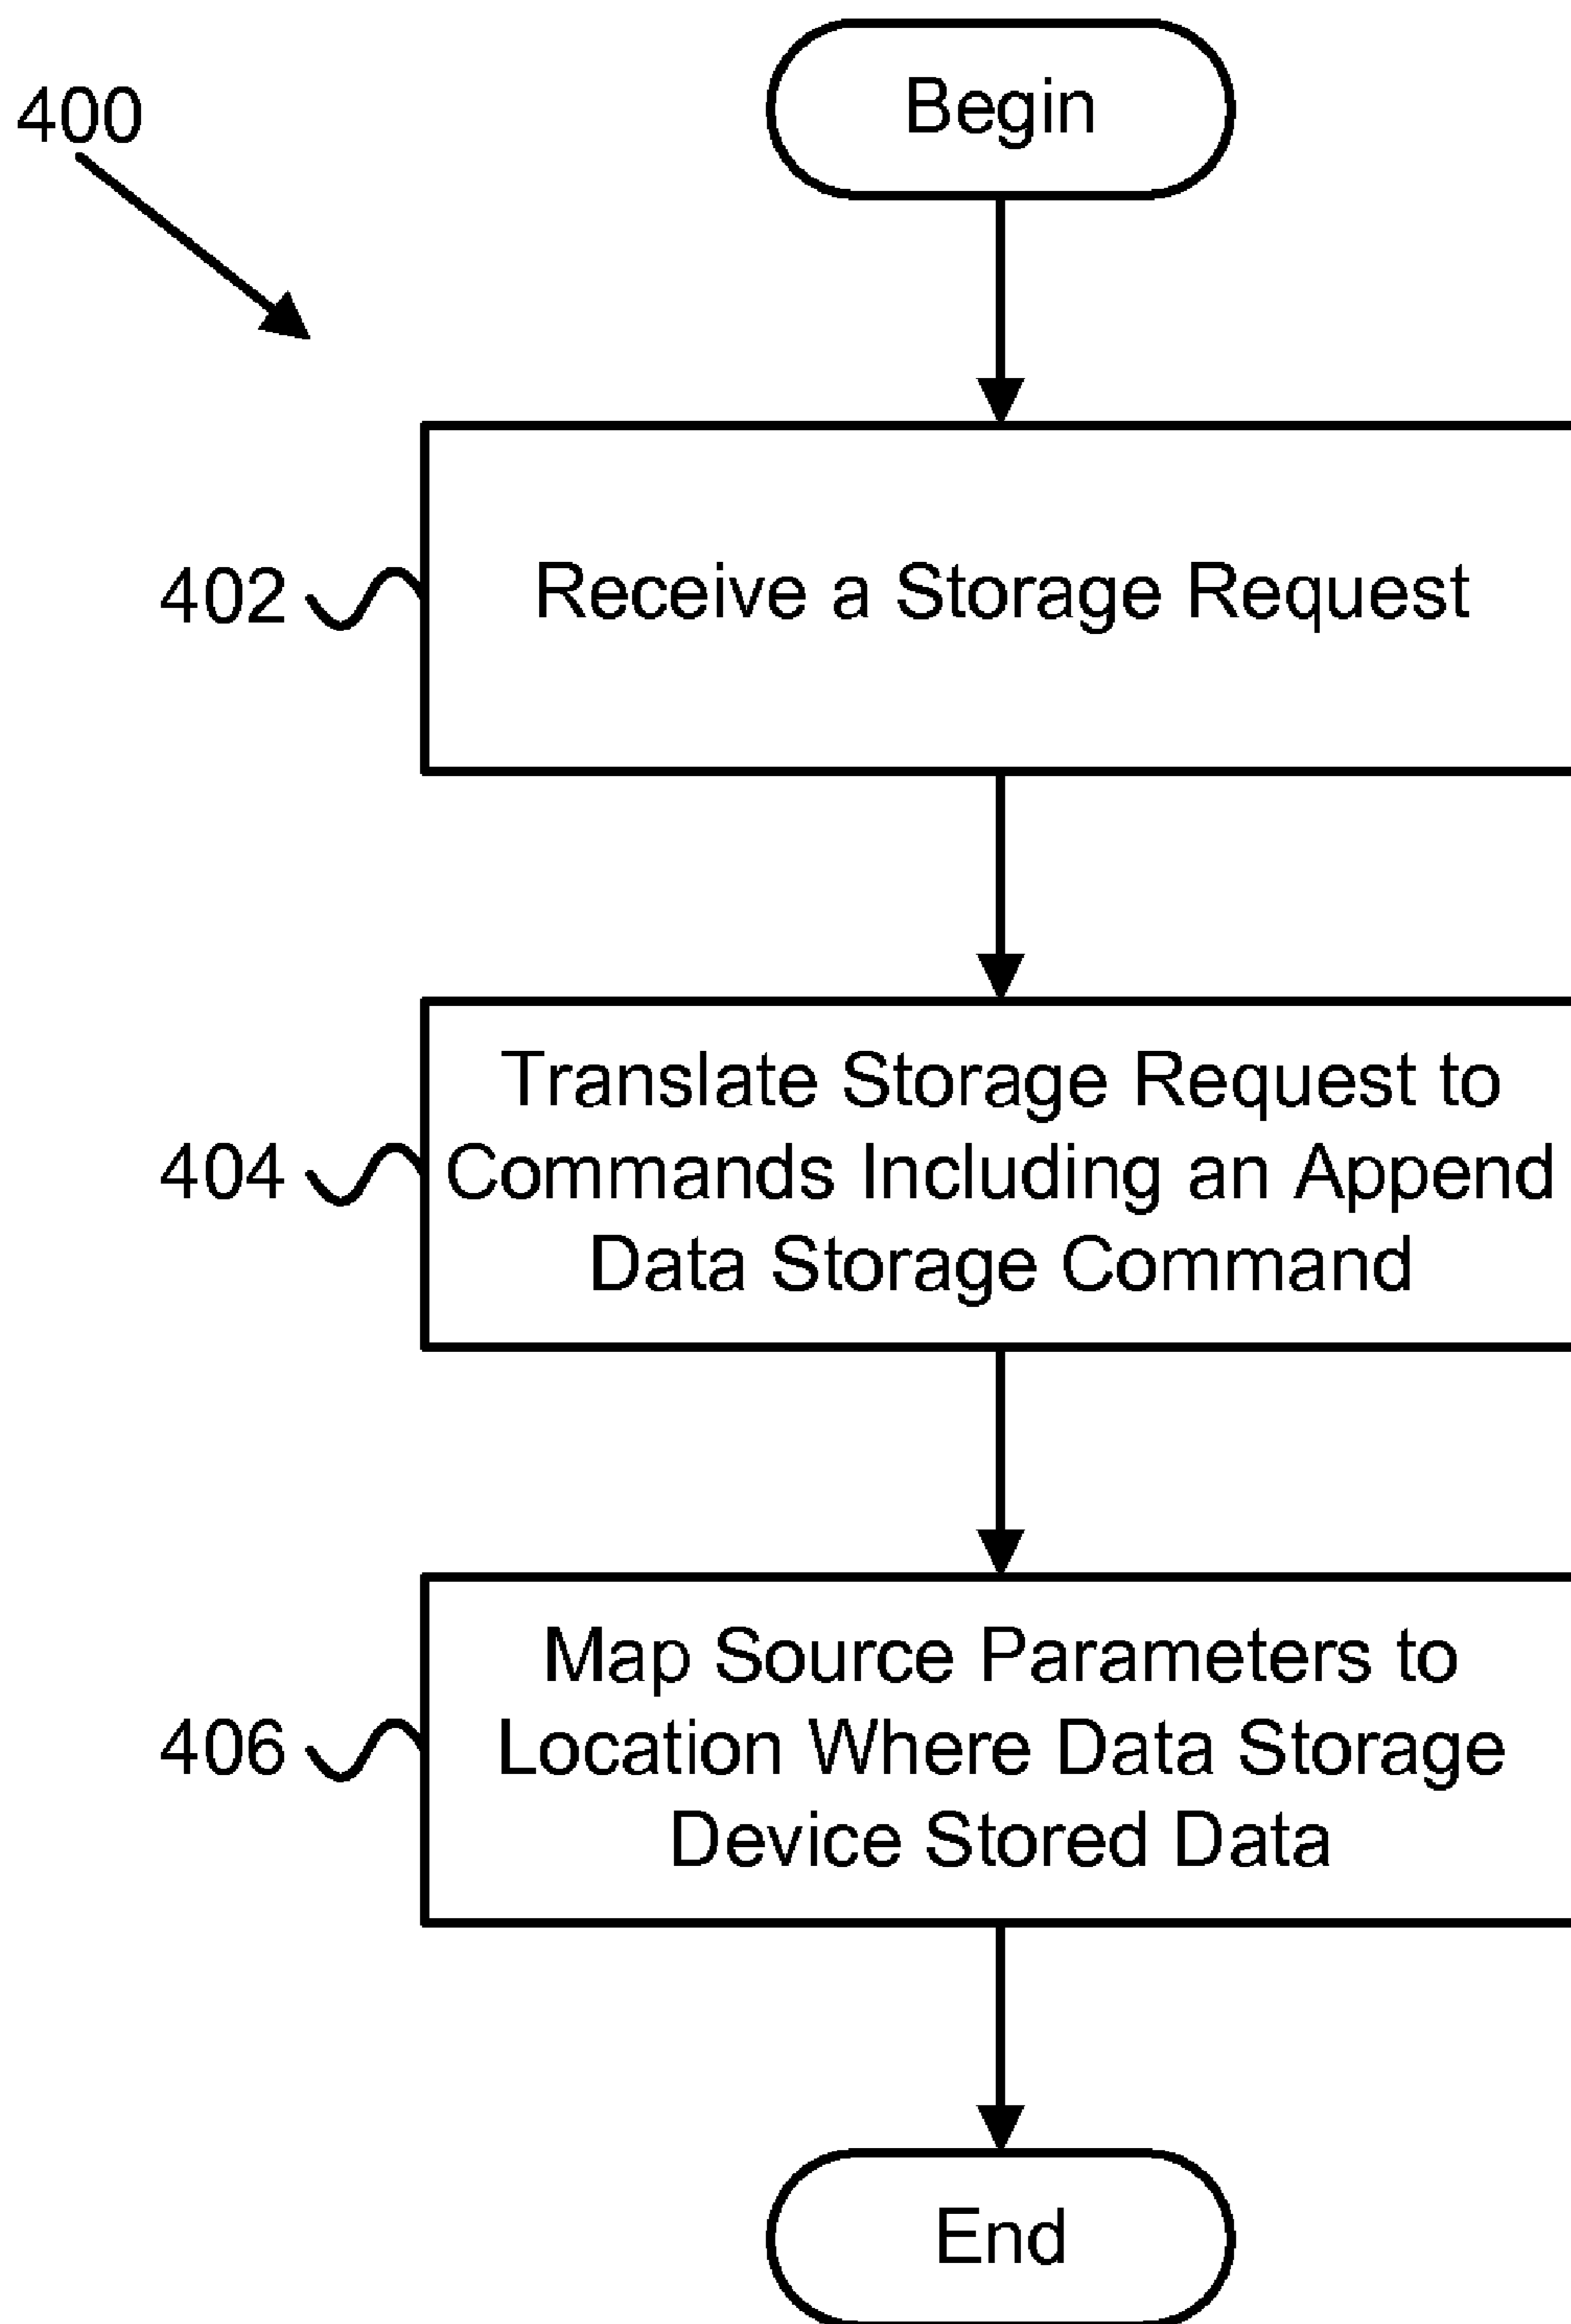 Begin
400
402
Receive a Storage Request
Translate Storage Request to
404
Commands Including an Append
Data Storage Command
Map Source Parameters to
406
Location Where Data Storage
Device Stored Data
End